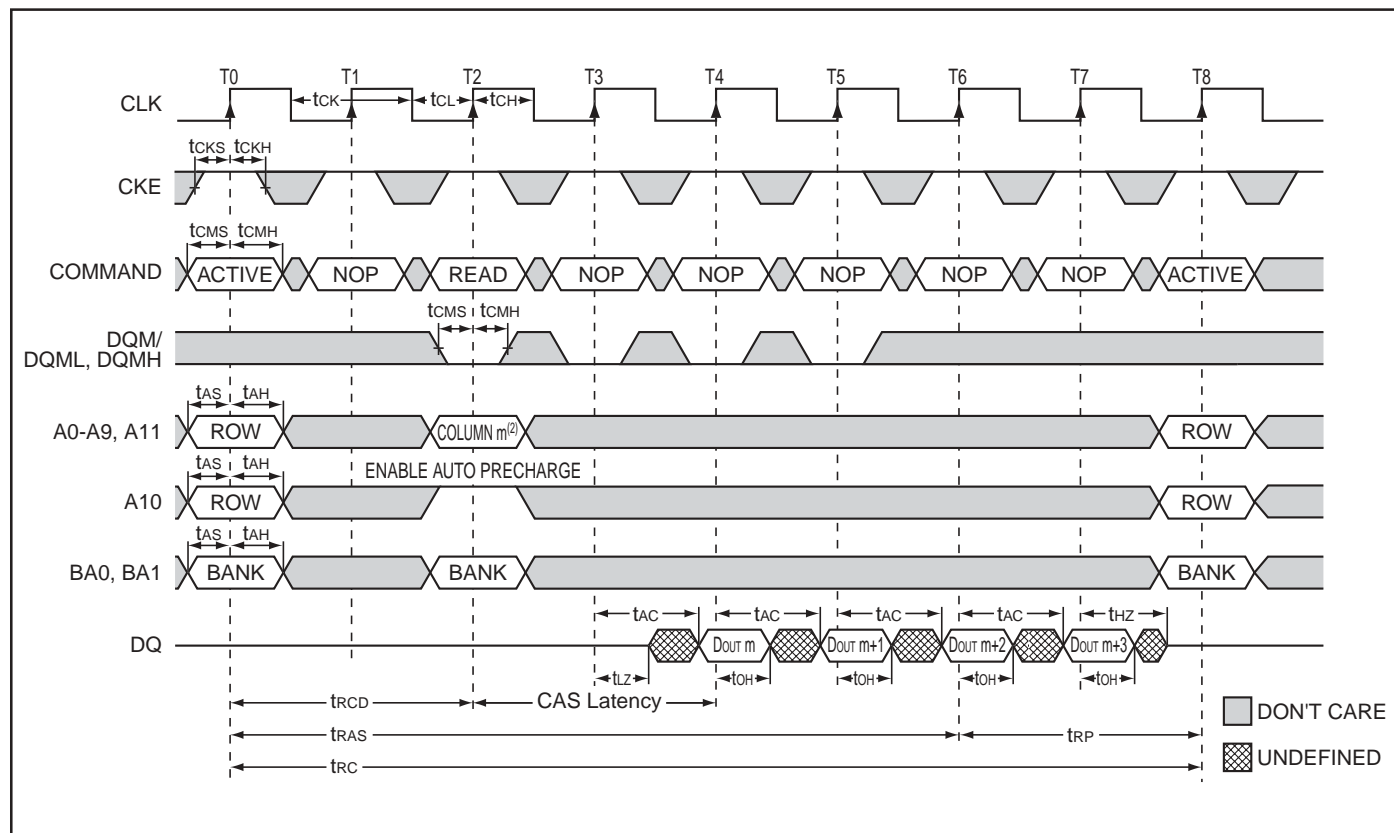 T0 T1 T2 T3 T4 T5 T6 T7 T8
CLK tCK tCL tCH
tCKS tCKH
CKE
tCMS tCMH
COMMAND ACTIVE NOP READ NOP NOP NOP NOP NOP ACTIVE
tCMS tCMH
DQM/
DQML, DQMH
tAS tAH
A0-A9, A11 ROW COLUMN m(2) ROW
tAS tAH ENABLE AUTO PRECHARGE
A10 ROW ROW
tAS tAH
BA0, BA1 BANK BANK BANK
tAC tAC tAC tAC tHZ
DQ DOUT m DOUT m+1 DOUT m+2 DOUT m+3
tLZ tOH tOH tOH tOH
tRCD CAS Latency
DON'T CARE
tRAS tRP
UNDEFINED
tRC